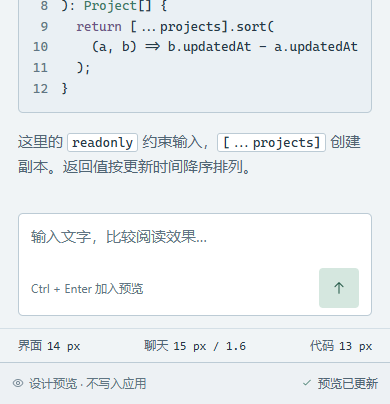 8 ): Project[] {
9   return [...projects].sort(
10     (a, b) => b.updatedAt - a.updatedAt
11   );
12 }
这里的 readonly 约束输入，[...projects] 创建
副本。返回值按更新时间降序排列。
输入文字，比较阅读效果...
Ctrl + Enter 加入预览
界面 14 px 聊天 15 px / 1.6 代码 13 px
设计预览 · 不写入应用 预览已更新